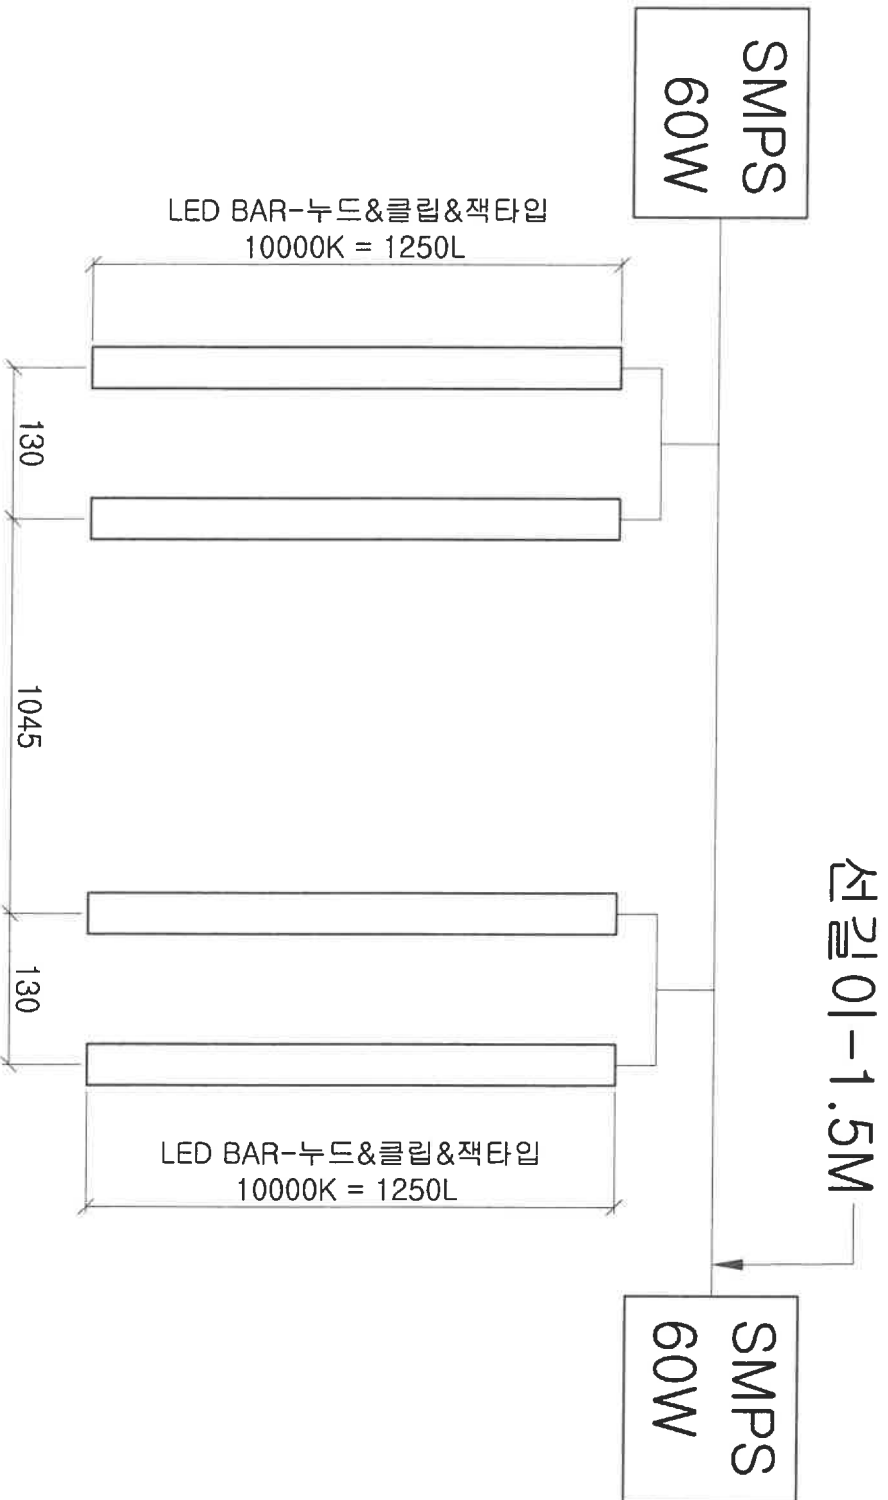 SMPS
60W
LED BAR-누드&클립&잭타입
10000K = 1250L
130
1045
130
선길이-1.5M
LED BAR-누드&클립&잭타입
10000K = 1250L
SMPS
60W